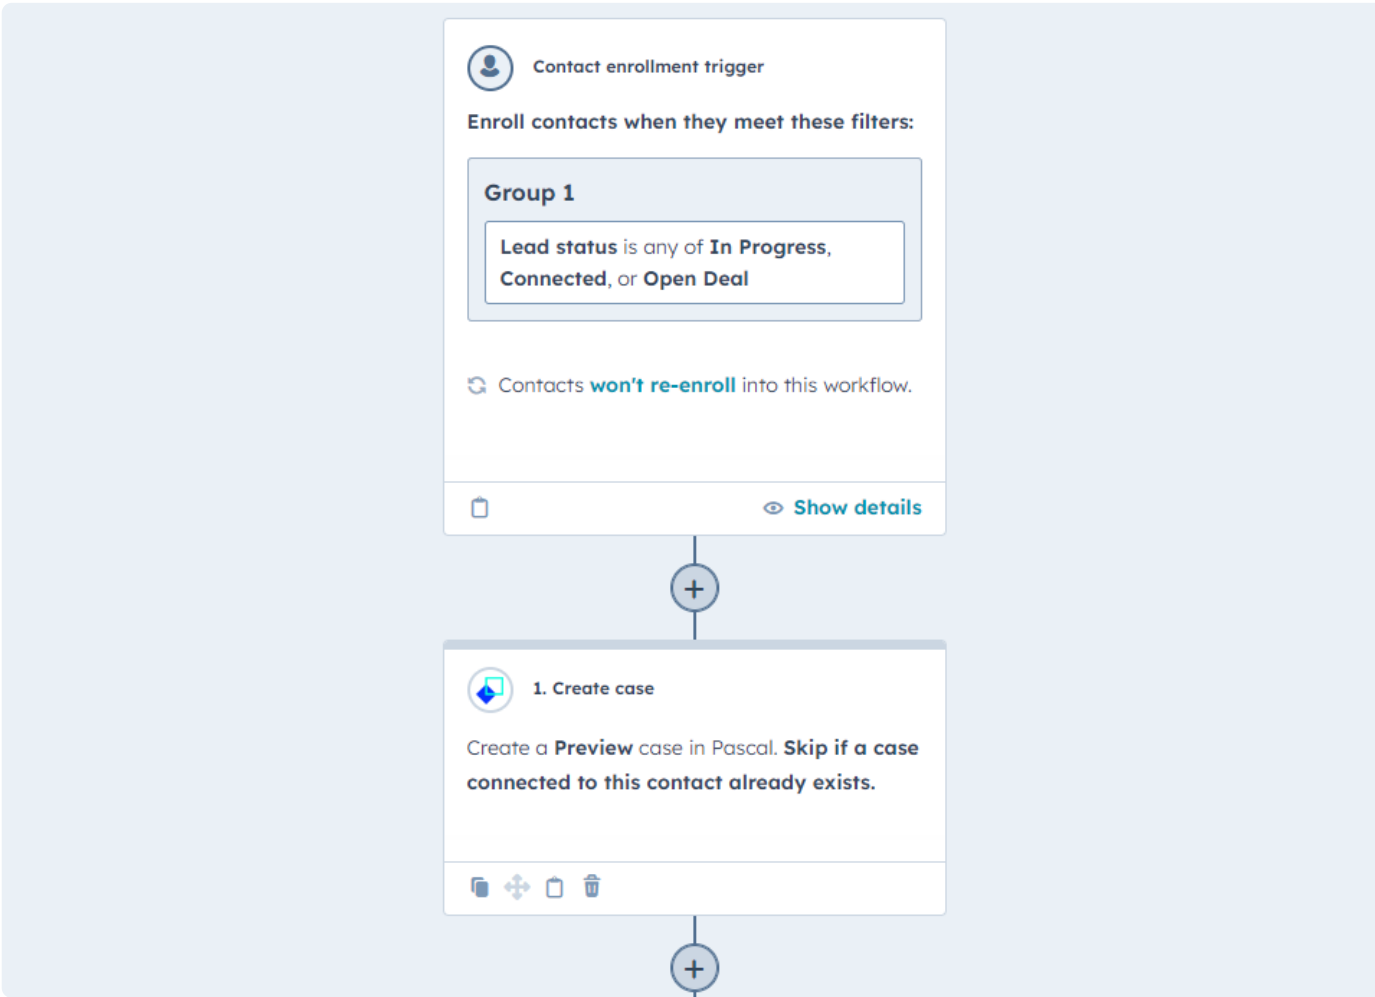 Contact enrollment trigger
Enroll contacts when they meet these filters:
Group 1
Lead status is any of In Progress,
Connected, or Open Deal
Contacts won't re-enroll into this workflow.
Show details
1. Create case
Create a Preview case in Pascal. Skip if a case
connected to this contact already exists.